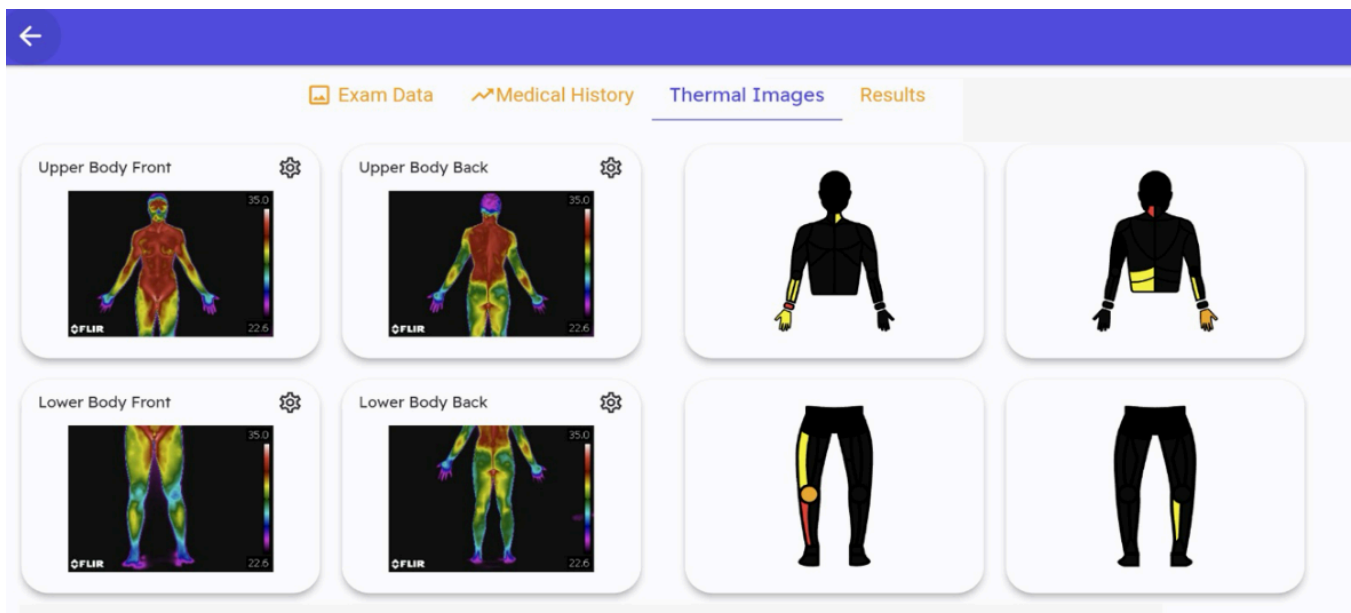 Exam Data
Medical History
Thermal Images
Results
Upper Body Front
35.0
22.6
FLIR
Upper Body Back
35.0
22.6
FLIR
Lower Body Front
35.0
22.6
FLIR
Lower Body Back
35.0
22.6
FLIR